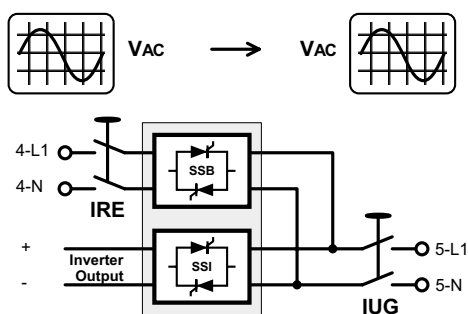 VAC VAC
4-L1
SSB
4-N
IRE
+
Inverter
Output
SSI
5-L1
-
5-N
IUG